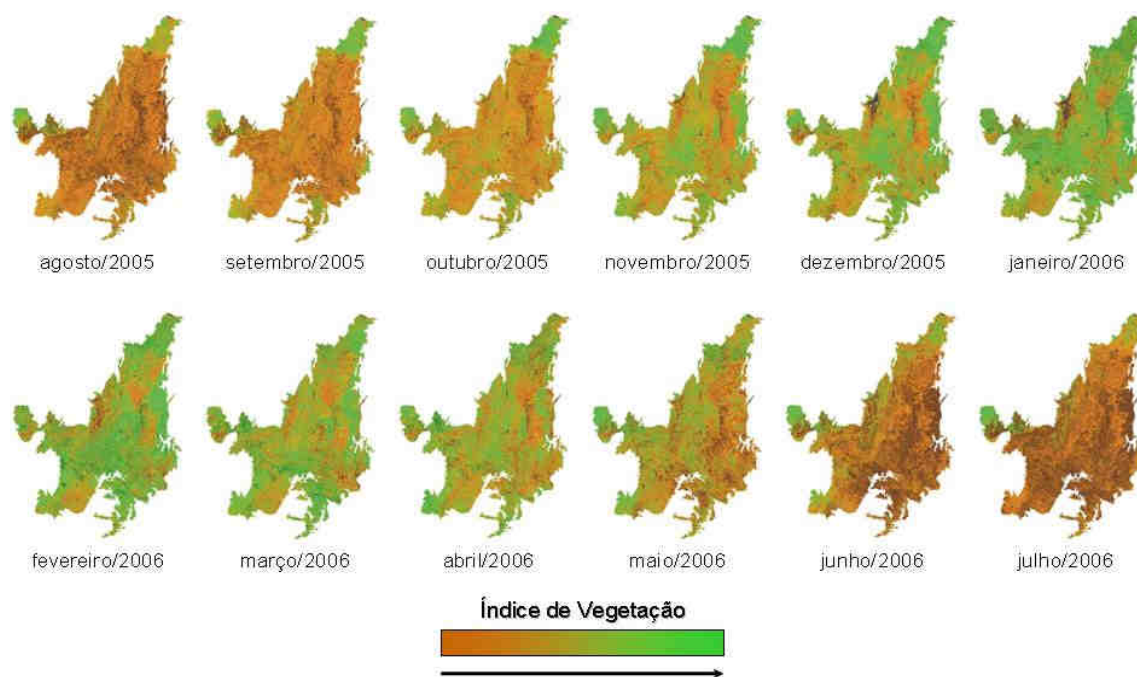 agosto/2005 setembro/2005 outubro/2005 novembro/2005 dezembro/2005 janeiro/2006
fevereiro/2006 março/2006 abril/2006 maio/2006 junho/2006 julho/2006
Índice de Vegetação